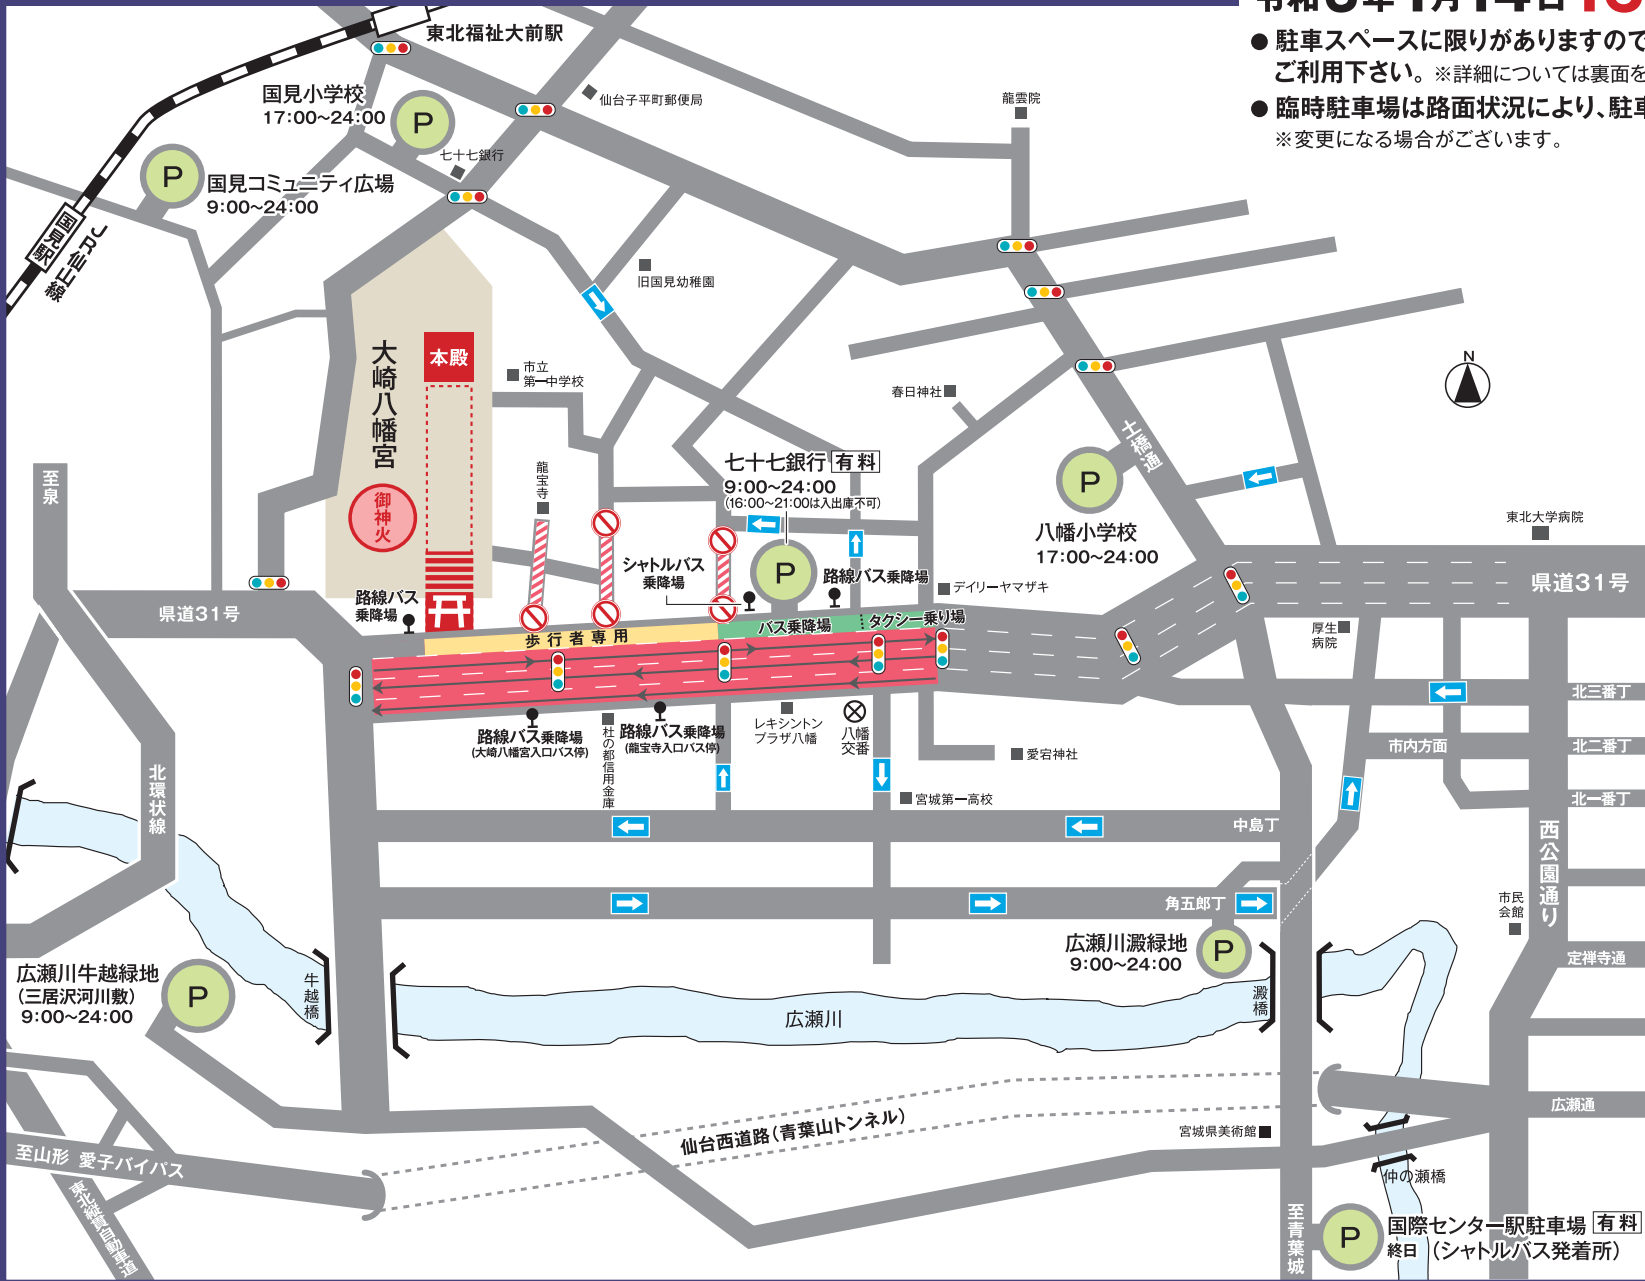 ● 駐車スペースに限りがありますので
ご利用下さい。※詳細については裏面を
● 臨時駐車場は路面状況により、駐車
※変更になる場合がございます。
東北福祉大前駅
国見小学校
17:00~24:00
P
仙台子平町郵便局
龍雲院
七十七銀行
P
国見コミュニティ広場
9:00~24:00
国見駅
JR仙山線
旧国見幼稚園
N
大崎八幡宮
本殿
市立
第一中学校
春日神社
土橋通
至泉
御神火
龍宝寺
七十七銀行 有料
9:00~24:00
(16:00~21:00は入出庫不可)
P
八幡小学校
17:00~24:00
東北大学病院
シャトルバス
乗降場
P
路線バス乗降場
デイリーヤマザキ
県道31号
県道31号
路線バス
乗降場
歩行者専用
バス乗降場
タクシー乗り場
厚生
病院
北三番丁
路線バス乗降場
(大崎八幡宮入口バス停)
杜の都信用金庫
路線バス乗降場
(龍宝寺入口バス停)
レキシントン
プラザ八幡
八幡
交番
愛宕神社
市内方面
北二番丁
北環状線
宮城第一高校
北一番丁
中島丁
西公園通り
角五郎丁
市民
会館
広瀬川牛越緑地
(三居沢河川敷)
9:00~24:00
P
牛越橋
広瀬川澱緑地
9:00~24:00
P
澱橋
定禅寺通
広瀬川
仙台西道路(青葉山トンネル)
広瀬通
宮城県美術館
至山形 愛子バイパス
東北縦貫自動車道
仲の瀬橋
至青葉城
P
国際センター駅駐車場 有料
終日 (シャトルバス発着所)